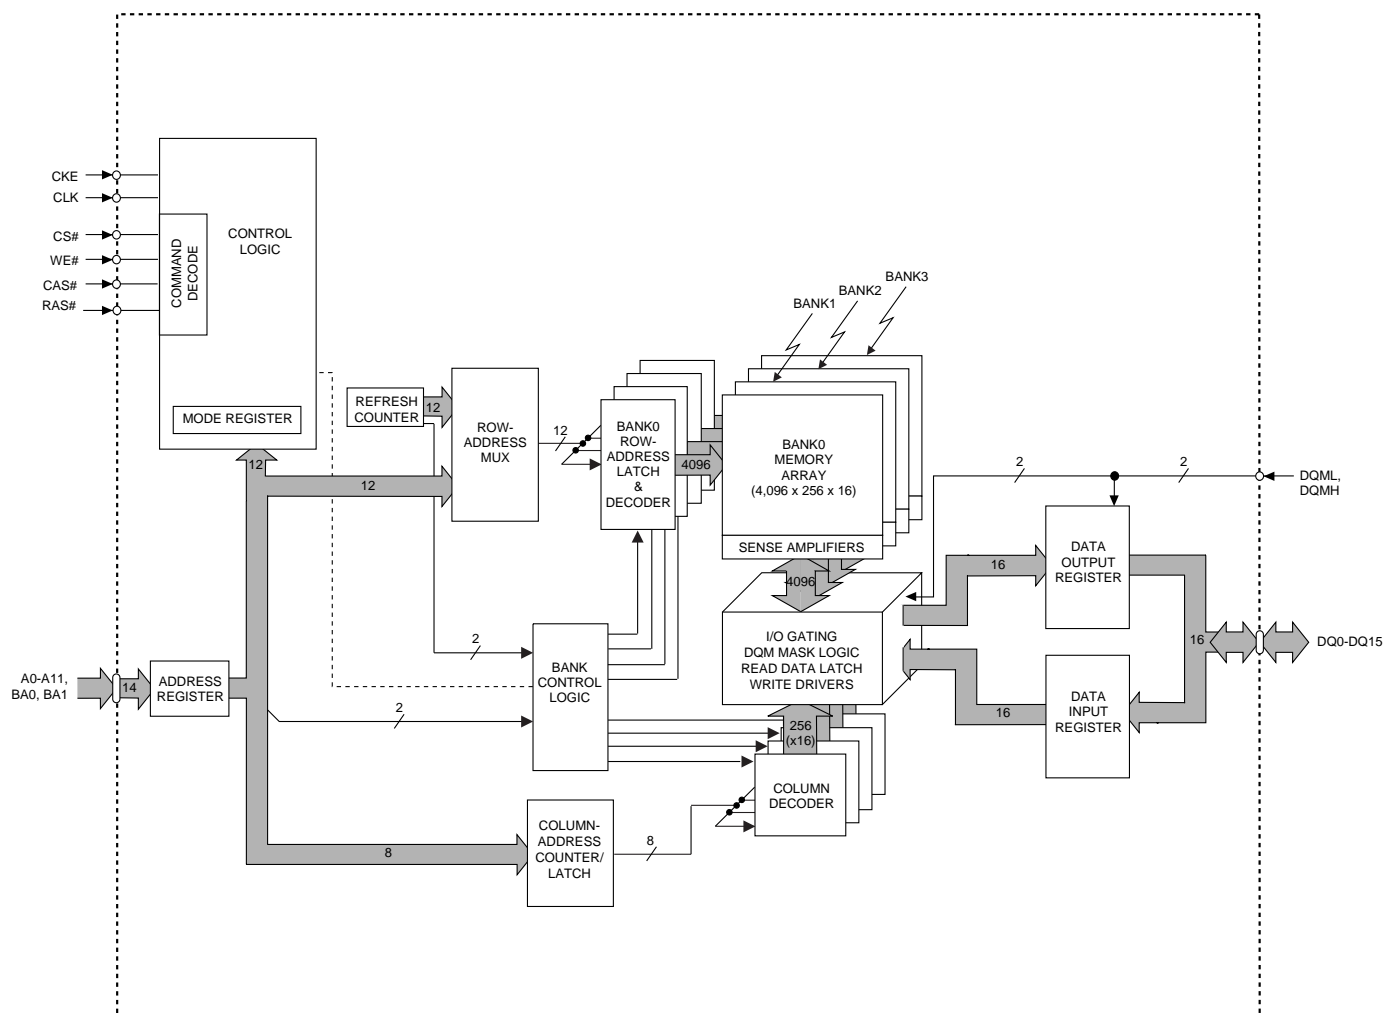 CKE
CLK
CS#
WE#
CAS#
RAS#
COMMAND
DECODE
CONTROL
LOGIC
MODE REGISTER
12
REFRESH
COUNTER
12
12
ROW-
ADDRESS
MUX
12
BANK0
ROW-
ADDRESS
LATCH
&
DECODER
4096
BANK1
BANK2
BANK3
BANK0
MEMORY
ARRAY
(4,096 x 256 x 16)
SENSE AMPLIFIERS
4096
I/O GATING
DQM MASK LOGIC
READ DATA LATCH
WRITE DRIVERS
2
2
DQML,
DQMH
16
DATA
OUTPUT
REGISTER
16
DQ0-DQ15
16
DATA
INPUT
REGISTER
A0-A11,
BA0, BA1
14
ADDRESS
REGISTER
2
2
BANK
CONTROL
LOGIC
256
(x16)
COLUMN
DECODER
8
COLUMN-
ADDRESS
COUNTER/
LATCH
8